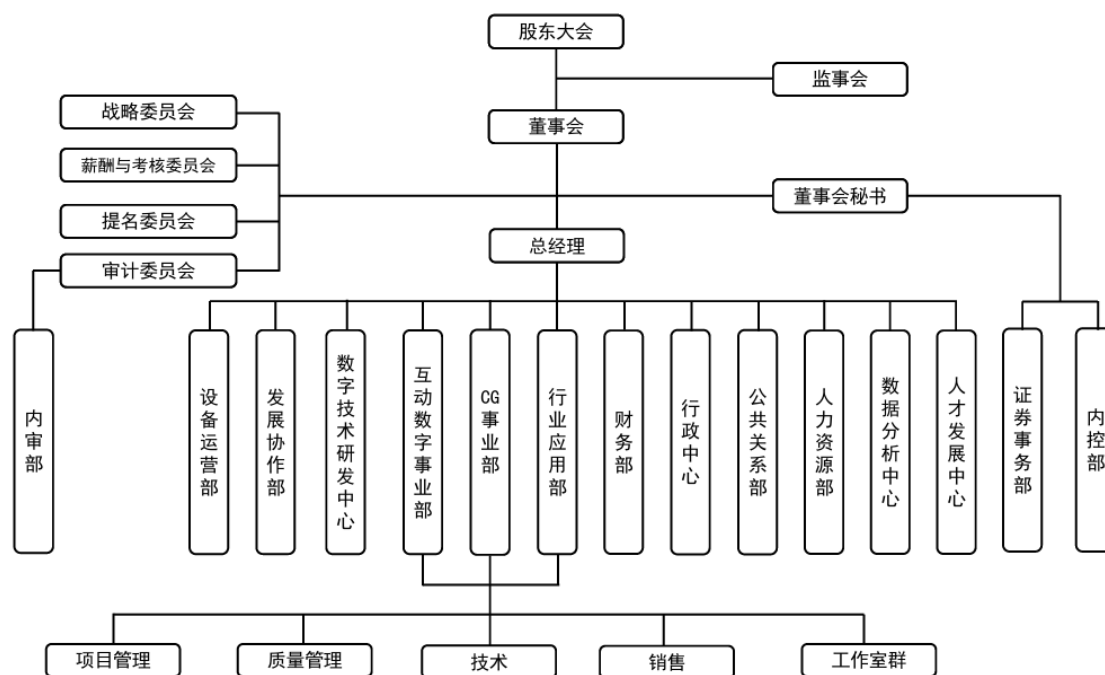 股东大会
监事会
战略委员会
董事会
薪酬与考核委员会
董事会秘书
提名委员会
总经理
审计委员会
内审部
设备运营部
发展协作部
数字技术研发中心
互动数字事业部
CG事业部
行业应用部
财务部
行政中心
公共关系部
人力资源部
数据分析中心
人才发展中心
证券事务部
内控部
项目管理
质量管理
技术
销售
工作室群